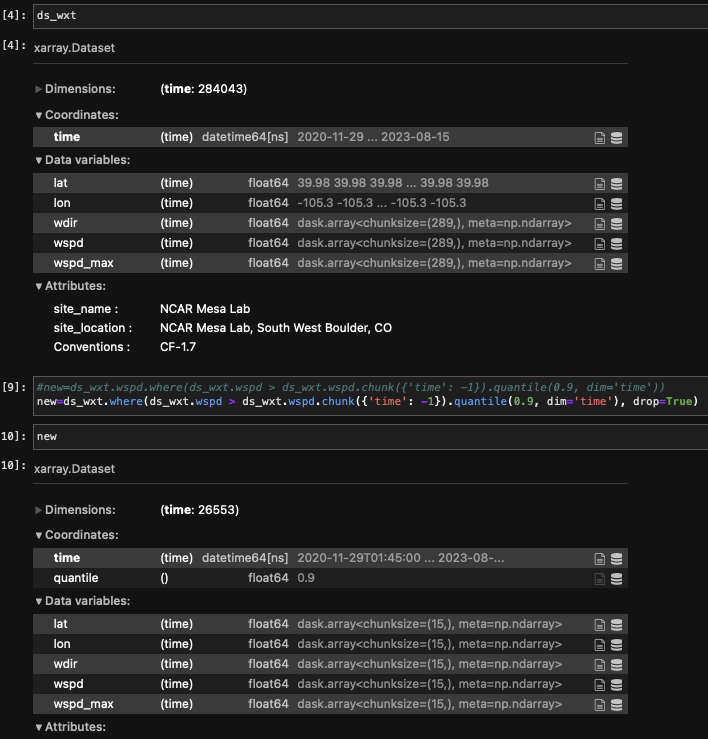 [4]: ds_wxt
[4]: xarray.Dataset
▶ Dimensions: (time: 284043)
▼ Coordinates:
time (time) datetime64[ns] 2020-11-29 ... 2023-08-15
▼ Data variables:
lat (time) float64 39.98 39.98 39.98 ... 39.98 39.98
lon (time) float64 -105.3 -105.3 ... -105.3 -105.3
wdir (time) float64 dask.array<chunksize=(289,), meta=np.ndarray>
wspd (time) float64 dask.array<chunksize=(289,), meta=np.ndarray>
wspd_max (time) float64 dask.array<chunksize=(289,), meta=np.ndarray>
▼ Attributes:
site_name : NCAR Mesa Lab
site_location : NCAR Mesa Lab, South West Boulder, CO
Conventions : CF-1.7
[9]: #new=ds_wxt.wspd.where(ds_wxt.wspd > ds_wxt.wspd.chunk({'time': -1}).quantile(0.9, dim='time'))
new=ds_wxt.where(ds_wxt.wspd > ds_wxt.wspd.chunk({'time': -1}).quantile(0.9, dim='time'), drop=True)
10]: new
10]: xarray.Dataset
▶ Dimensions: (time: 26553)
▼ Coordinates:
time (time) datetime64[ns] 2020-11-29T01:45:00 ... 2023-08-...
quantile () float64 0.9
▼ Data variables:
lat (time) float64 dask.array<chunksize=(15,), meta=np.ndarray>
lon (time) float64 dask.array<chunksize=(15,), meta=np.ndarray>
wdir (time) float64 dask.array<chunksize=(15,), meta=np.ndarray>
wspd (time) float64 dask.array<chunksize=(15,), meta=np.ndarray>
wspd_max (time) float64 dask.array<chunksize=(15,), meta=np.ndarray>
▼ Attributes: